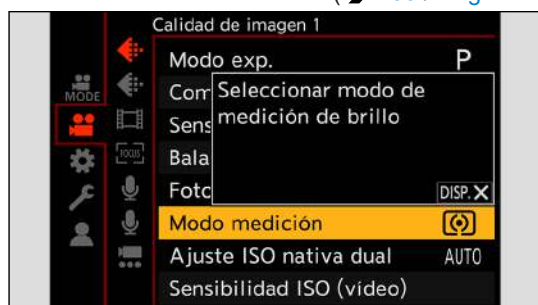 Calidad de imagen 1
MODE
Modo exp. P
Com
Seleccionar modo de
Sens
medición de brillo
FOCUS
Bala
Foto
DISP. X
Modo medición
Ajuste ISO nativa dual AUTO
Sensibilidad ISO (vídeo)